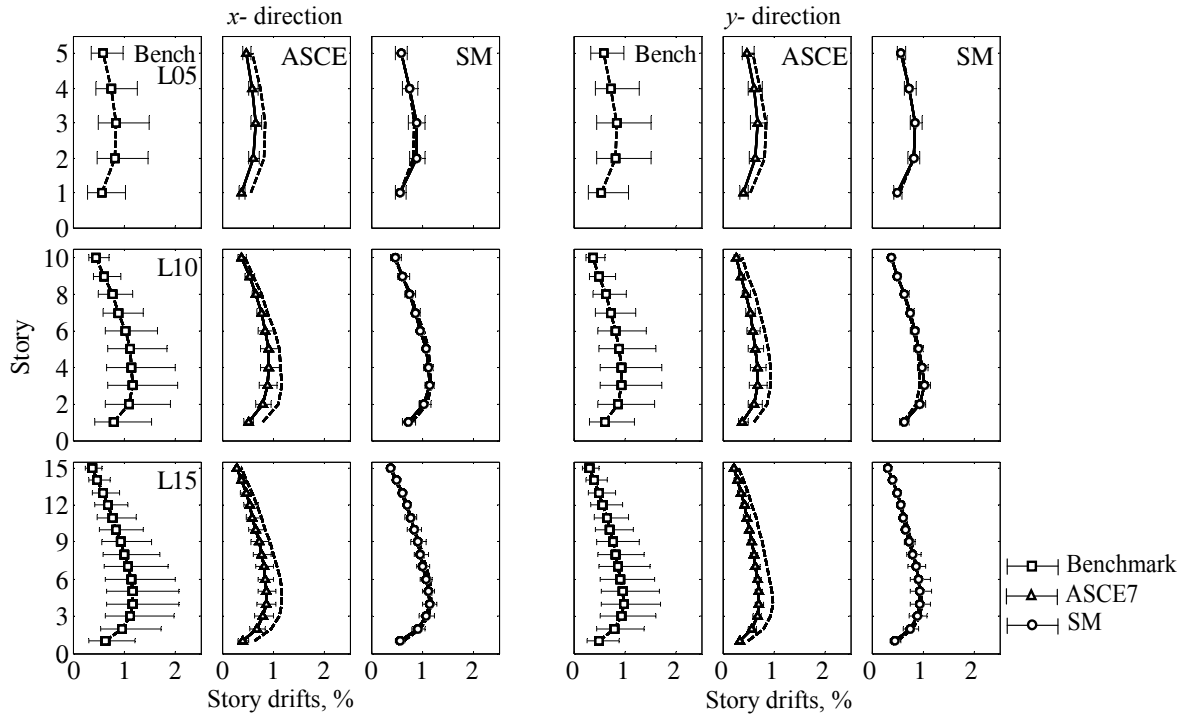 x- direction
y- direction
Bench
L05
ASCE
SM
Bench
ASCE
SM
5
4
3
2
1
0
L10
10
8
6
4
2
0
L15
15
12
9
6
3
0
Story
0 1 2 0 1 2 0 1 2 0 1 2 0 1 2 0 1 2
Story drifts, %
Story drifts, %
Benchmark
ASCE7
SM